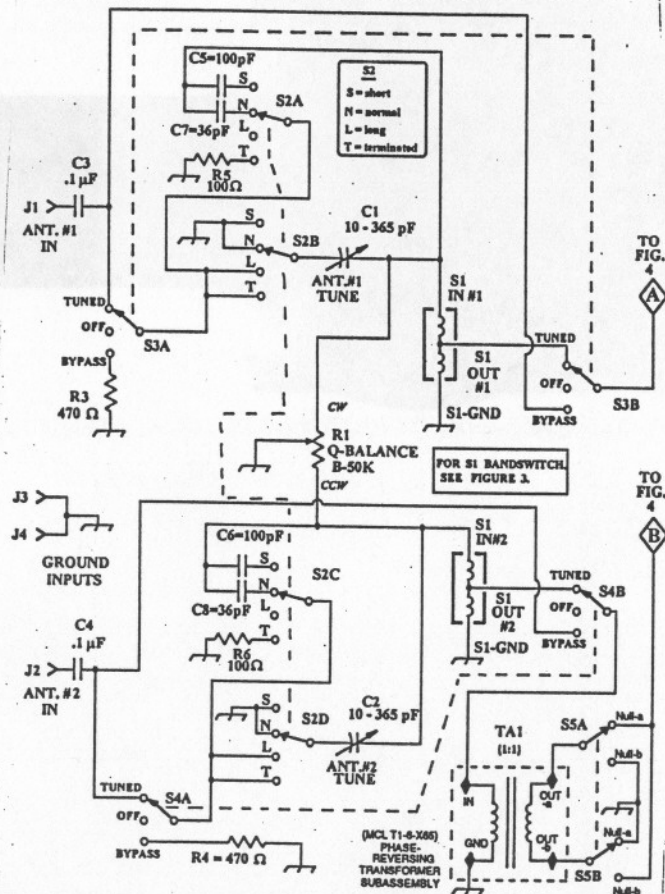 C5=100pF
S
S2A
N
C7=36pF
L
T
R5
100Ω
S2
S = short
N = normal
L = long
T = terminated
C3
.1 μF
J1
ANT. #1
IN
S
S2B
N
L
T
C1
10 - 365 pF
ANT.#1
TUNE
TO
FIG.
4
A
S1
IN #1
TUNED
OFF
BYPASS
S3A
R3
470 Ω
S1
OUT
#1
S1-GND
TUNED
OFF
BYPASS
S3B
CW
R1
Q-BALANCE
B-50K
CCW
FOR S1 BANDSWITCH,
SEE FIGURE 3.
J3
J4
GROUND
INPUTS
TO
FIG.
4
B
C6=100pF
S
S2C
N
C8=36pF
L
T
R6
100Ω
S1
IN#2
S1
OUT
#2
S1-GND
TUNED
OFF
BYPASS
S4B
C4
.1 μF
J2
ANT. #2
IN
S
S2D
N
L
T
C2
10 - 365 pF
ANT.#2
TUNE
TUNED
S4A
OFF
BYPASS
R4 = 470 Ω
TA1
(1:1)
IN
GND
OUT
-a
OUT
-b
S5A
Null-a
Null-b
Null-a
S5B
Null-b
(MCL T1-6-X65)
PHASE-
REVERSING
TRANSFORMER
SUBASSEMBLY